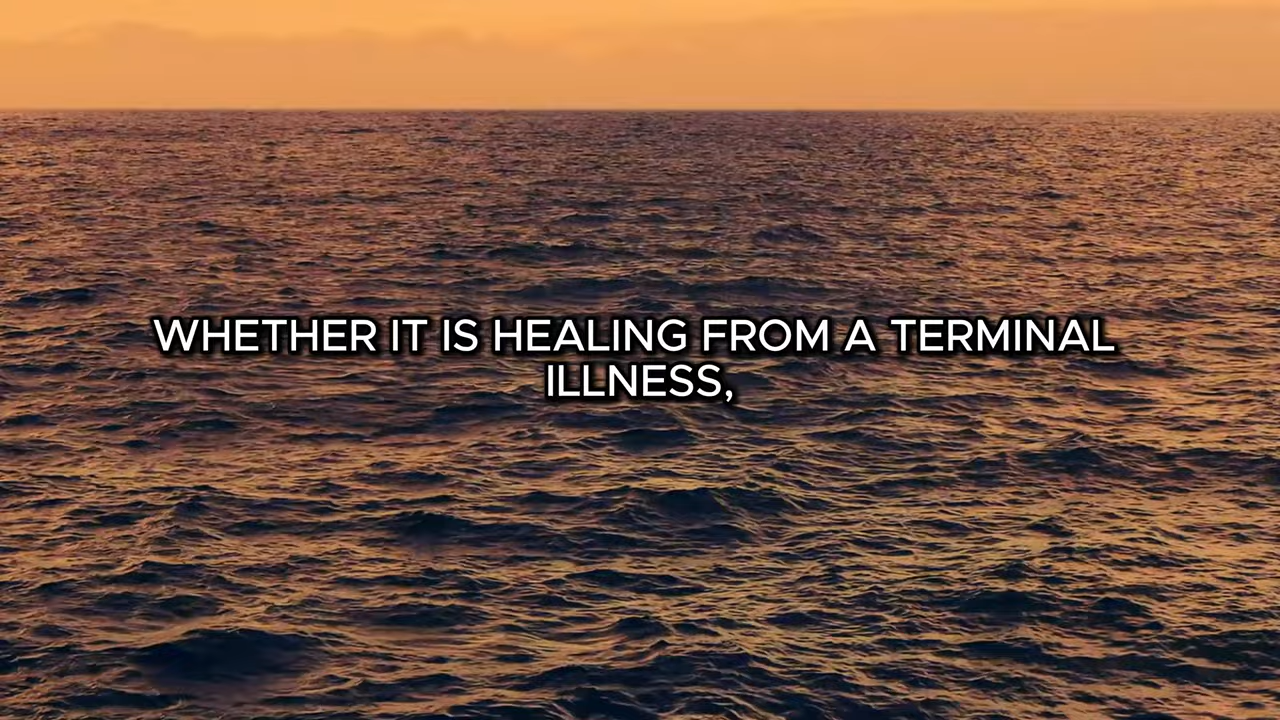 WHETHER IT IS HEALING FROM A TERMINAL
ILLNESS,